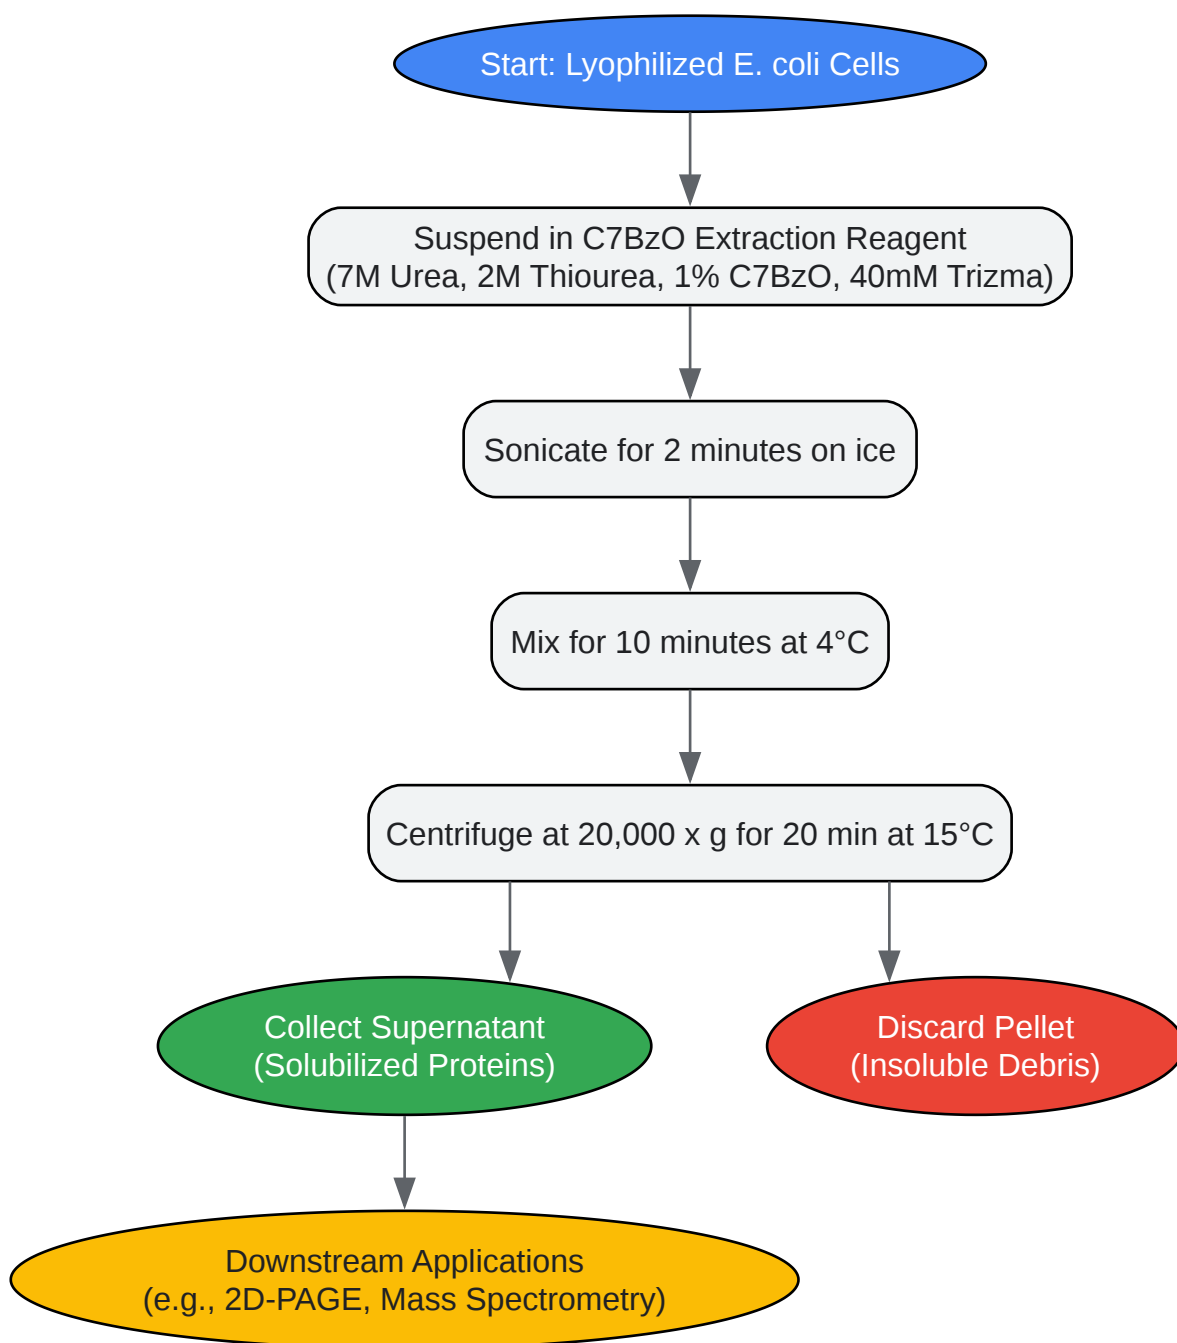 Start: Lyophilized E. coli Cells
Suspend in C7BzO Extraction Reagent
(7M Urea, 2M Thiourea, 1% C7BzO, 40mM Trizma)
Sonicate for 2 minutes on ice
Mix for 10 minutes at 4°C
Centrifuge at 20,000 x g for 20 min at 15°C
Collect Supernatant
(Solubilized Proteins)
Discard Pellet
(Insoluble Debris)
Downstream Applications
(e.g., 2D-PAGE, Mass Spectrometry)